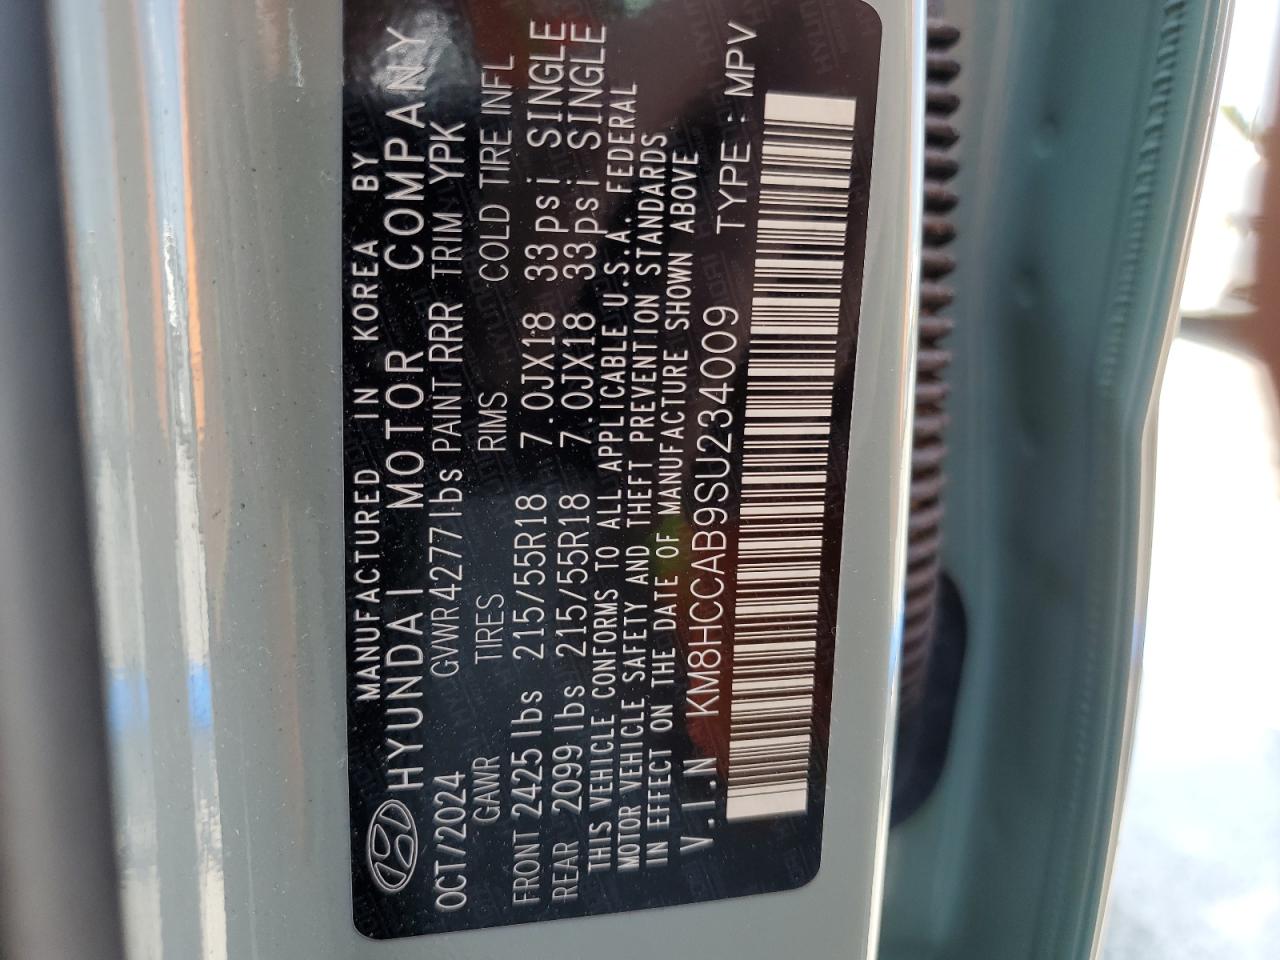 MANUFACTURED IN KOREA BY
HYUNDAI MOTOR COMPANY
OCT/2024 GVWR 4277 lbs PAINT RRR TRIM YPK
GAWR TIRES RIMS COLD TIRE INFL
FRONT 2425 lbs 215/55R18 7.0JX18 33psi SINGLE
REAR 2099 lbs 215/55R18 7.0JX18 33psi SINGLE
THIS VEHICLE CONFORMS TO ALL APPLICABLE U.S.A. FEDERAL
MOTOR VEHICLE SAFETY AND THEFT PREVENTION STANDARDS
IN EFFECT ON THE DATE OF MANUFACTURE SHOWN ABOVE
V.I.N KM8HCCAB9SU234009 TYPE:MPV